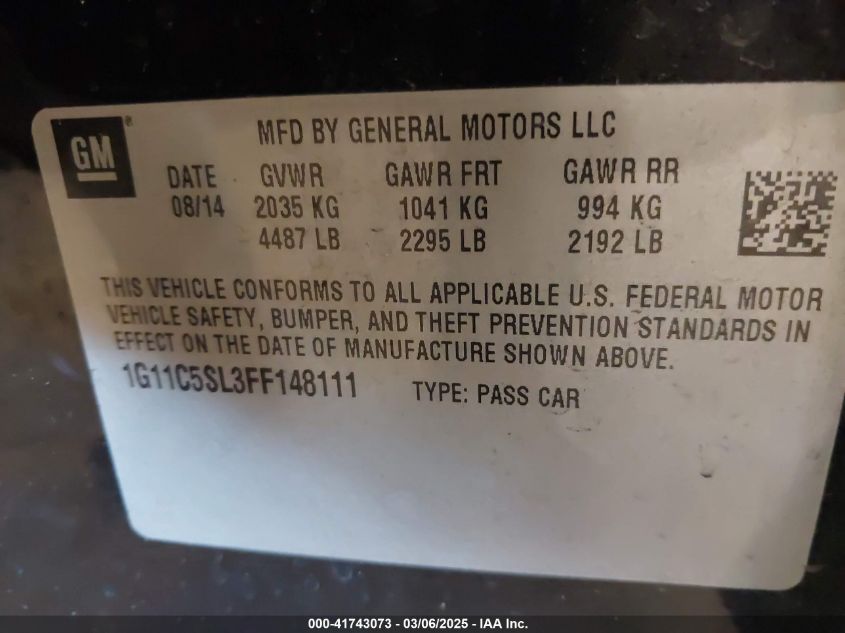 GM®
MFD BY GENERAL MOTORS LLC
DATE GVWR GAWR FRT GAWR RR
08/14 2035 KG 1041 KG 994 KG
4487 LB 2295 LB 2192 LB
THIS VEHICLE CONFORMS TO ALL APPLICABLE U.S. FEDERAL MOTOR
VEHICLE SAFETY, BUMPER, AND THEFT PREVENTION STANDARDS IN
EFFECT ON THE DATE OF MANUFACTURE SHOWN ABOVE.
1G11C5SL3FF148111 TYPE: PASS CAR
000-41743073 - 03/06/2025 - IAA Inc.